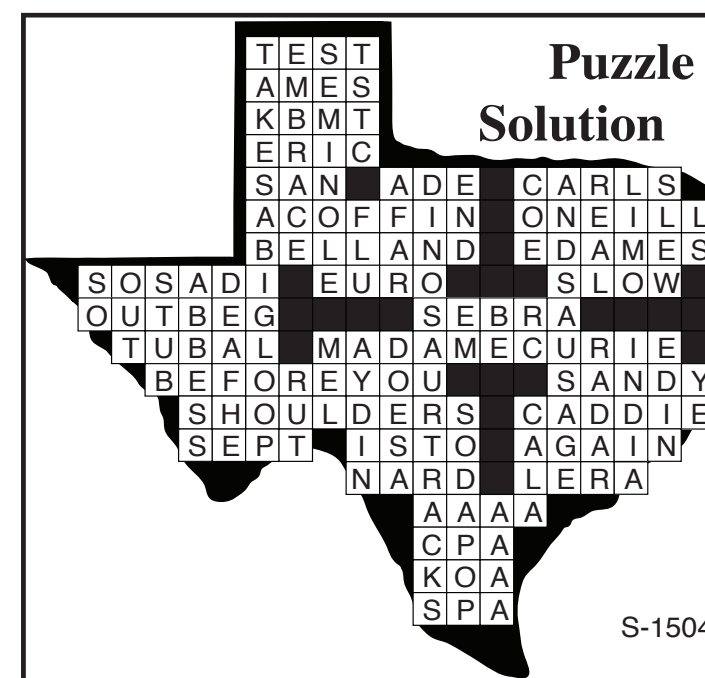 Puzzle
Solution
TEST
AMES
KBMT
ERIC
SAN ADE CARLS
ACOFFIN ONEILL
BELLAND EDAMES
SOSADI EURO SLOW
OUTBEG SEBRA
TUBAL MADAMECURIE
BEFOREYOU SANDY
SHOULDERS CADDIE
SEPT ISTO AGAIN
NARD LERA
AAAA
CPA
KOA
SPA
S-1504